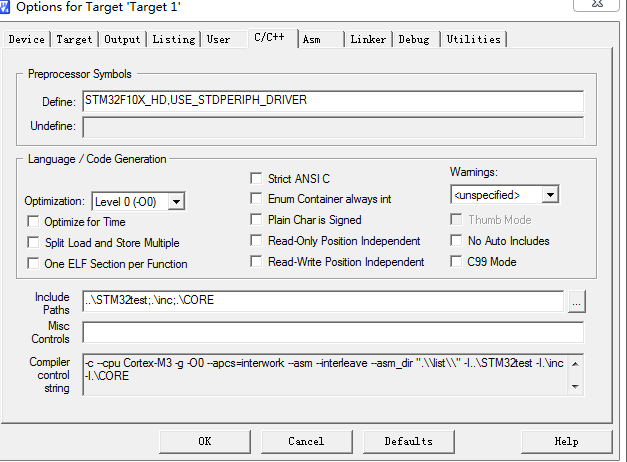 Options for Target 'Target 1'
Device Target Output Listing User C/C++ Asm Linker Debug Utilities
Preprocessor Symbols
Define: STM32F10X_HD,USE_STDPERIPH_DRIVER
Undefine:
Language / Code Generation
Optimization: Level 0 (-O0)
Optimize for Time
Split Load and Store Multiple
One ELF Section per Function
Strict ANSI C
Enum Container always int
Plain Char is Signed
Read-Only Position Independent
Read-Write Position Independent
Warnings:
<unspecified>
Thumb Mode
No Auto Includes
C99 Mode
Include
Paths
..\STM32test;.\inc;.\CORE
...
Misc
Controls
Compiler
control
string
-c --cpu Cortex-M3 -g -O0 --apcs=interwork --asm --interleave --asm_dir ".\\list\\" -I..\STM32test -I.\inc
-I.\CORE
OK Cancel Defaults Help